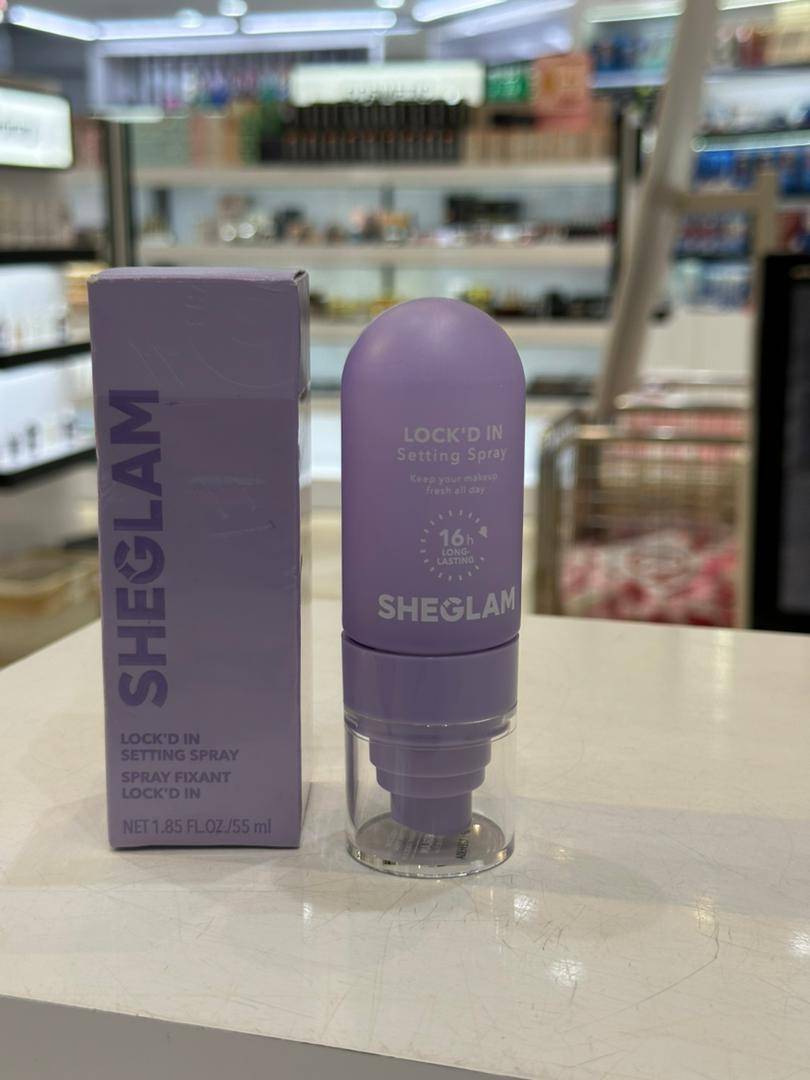 SHEGLAM
LOCK'D IN
SETTING SPRAY
SPRAY FIXANT
LOCK'D IN
NET 1.85 FL.OZ./55 ml
LOCK'D IN
Setting Spray
Keep your makeup
fresh all day
16h
LONG-
LASTING
SHEGLAM